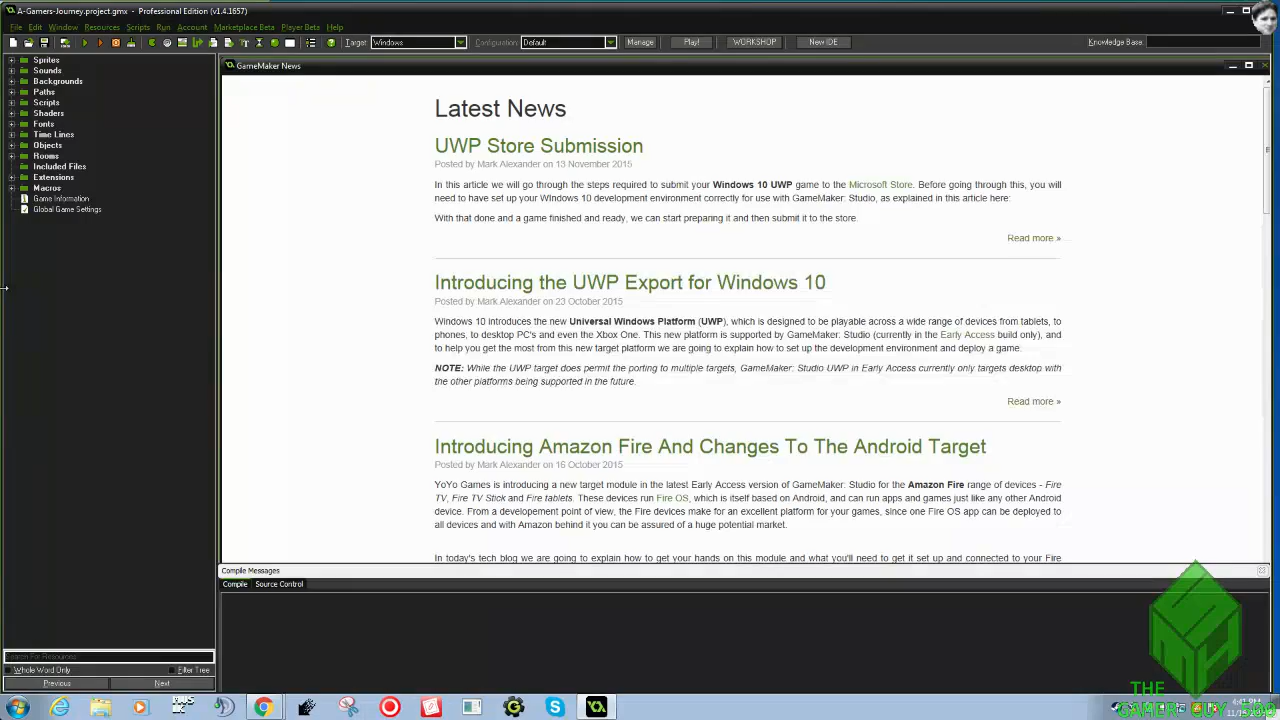 A-Gamers-Journey.project.gmx - Professional Edition (v1.4.1657)
File Edit Window Resources Scripts Run Account Marketplace Beta Player Beta Help
Target: Windows Configuration: Default Manage Play! WORKSHOP New IDE Knowledge Base:
Sprites
Sounds
Backgrounds
Paths
Scripts
Shaders
Fonts
Time Lines
Objects
Rooms
Included Files
Extensions
Macros
Game Information
Global Game Settings
Search For Resources
Whole Word Only Filter Tree
Previous Next
GameMaker News
Latest News
UWP Store Submission
Posted by Mark Alexander on 13 November 2015
In this article we will go through the steps required to submit your Windows 10 UWP game to the Microsoft Store. Before going through this, you will
need to have set up your WIndows 10 development environment correctly for use with GameMaker: Studio, as explained in this article here:
With that done and a game finished and ready, we can start preparing it and then submit it to the store.
Read more »
Introducing the UWP Export for Windows 10
Posted by Mark Alexander on 23 October 2015
Windows 10 introduces the new Universal Windows Platform (UWP), which is designed to be playable across a wide range of devices from tablets, to
phones, to desktop PC's and even the Xbox One. This new platform is supported by GameMaker: Studio (currently in the Early Access build only), and
to help you get the most from this new target platform we are going to explain how to set up the development environment and deploy a game.
NOTE: While the UWP target does permit the porting to multiple targets, GameMaker: Studio UWP in Early Access currently only targets desktop with
the other platforms being supported in the future.
Read more »
Introducing Amazon Fire And Changes To The Android Target
Posted by Mark Alexander on 16 October 2015
YoYo Games is introducing a new target module in the latest Early Access version of GameMaker: Studio for the Amazon Fire range of devices - Fire
TV, Fire TV Stick and Fire tablets. These devices run Fire OS, which is itself based on Android, and can run apps and games just like any other Android
device. From a developement point of view, the Fire devices make for an excellent platform for your games, since one Fire OS app can be deployed to
all devices and with Amazon behind it you can be assured of a huge potential market.
In today's tech blog we are going to explain how to get your hands on this module and what you'll need to get it set up and connected to your Fire
Compile Messages
Compile Source Control
THE